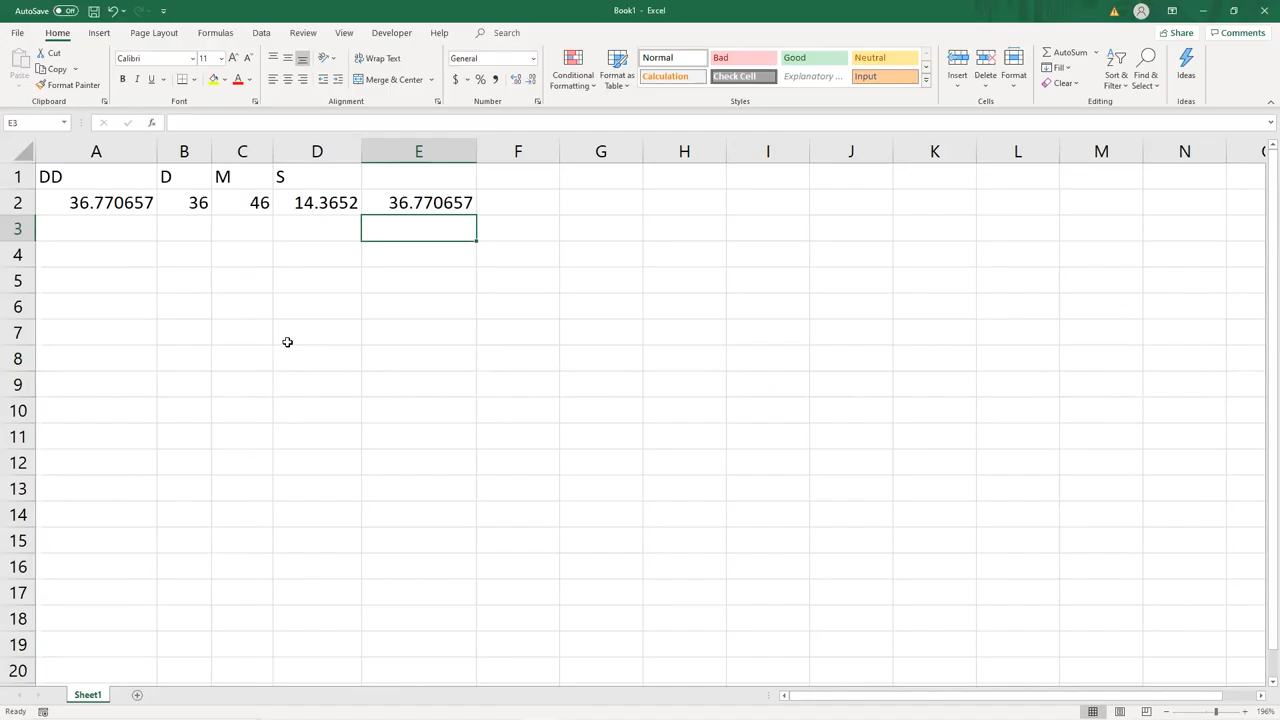 AutoSave Off Book1 - Excel
File Home Insert Page Layout Formulas Data Review View Developer Help Search Share Comments
Paste Cut Copy Format Painter Clipboard
Calibri 11 B I U A Font
Wrap Text Merge & Center Alignment
General $ % Number
Conditional Formatting Format as Table Normal Bad Good Neutral Calculation Check Cell Explanatory ... Input Styles
Insert Delete Format Cells
AutoSum Fill Clear Sort & Filter Find & Select Editing
Ideas Ideas
E3 fx
A B C D E F G H I J K L M N
1 DD D M S
2 36.770657 36 46 14.3652 36.770657
3
4
5
6
7
8
9
10
11
12
13
14
15
16
17
18
19
20
Sheet1
Ready 196%